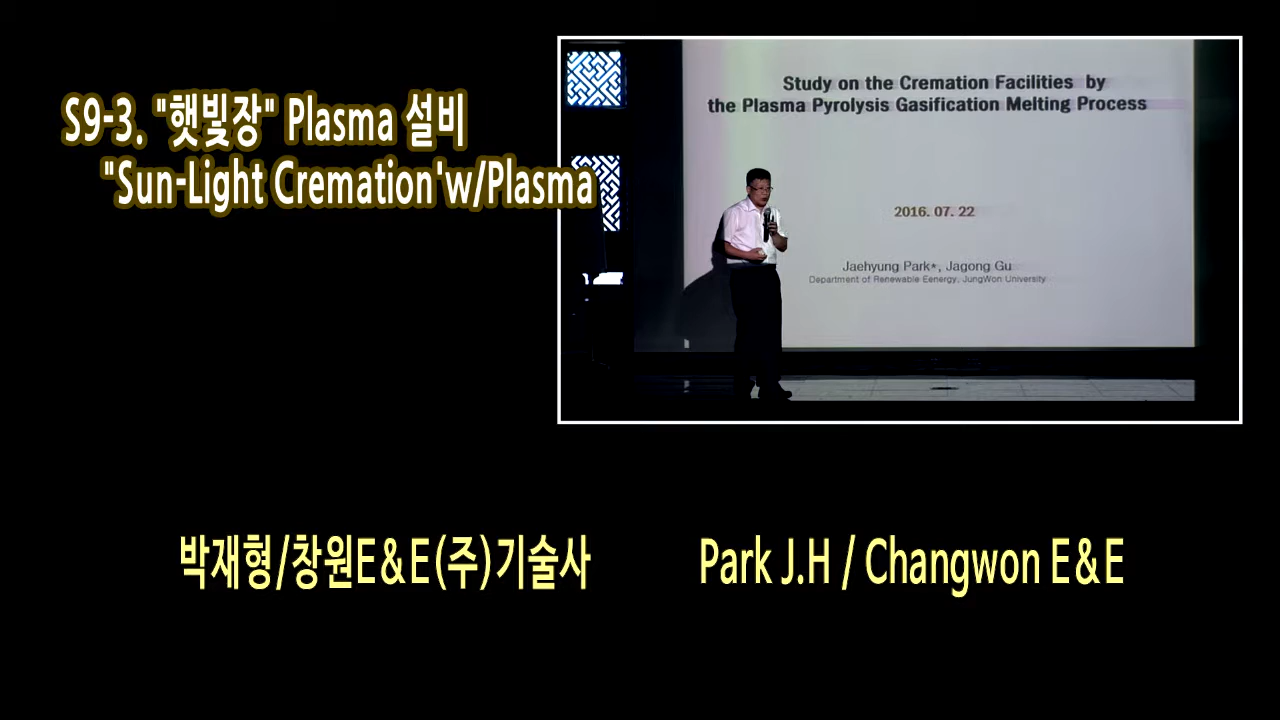 S9-3. "햇빛장" Plasma 설비
"Sun-Light Cremation'w/Plasma
Study on the Cremation Facilities by
the Plasma Pyrolysis Gasification Melting Process
2016. 07. 22
Jaehyung Park*, Jagong Gu
Department of Renewable Eenergy, JungWon University
박재형/창원E&E(주)기술사
Park J.H / Changwon E&E